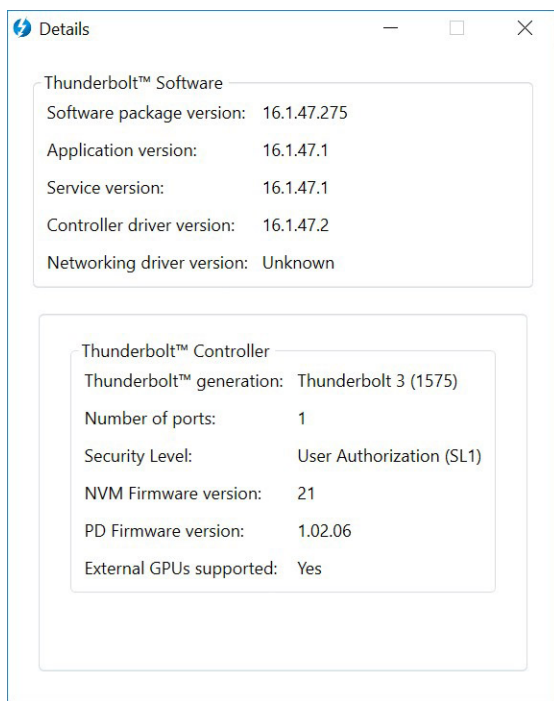 Details
Thunderbolt™ Software
Software package version: 16.1.47.275
Application version: 16.1.47.1
Service version: 16.1.47.1
Controller driver version: 16.1.47.2
Networking driver version: Unknown
Thunderbolt™ Controller
Thunderbolt™ generation: Thunderbolt 3 (1575)
Number of ports: 1
Security Level: User Authorization (SL1)
NVM Firmware version: 21
PD Firmware version: 1.02.06
External GPUs supported: Yes